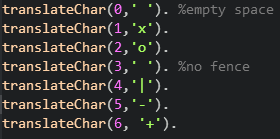 translateChar(0,' '). %empty space
translateChar(1,'x').
translateChar(2,'o').
translateChar(3,' '). %no fence
translateChar(4,'|').
translateChar(5,'-').
translateChar(6, '+').